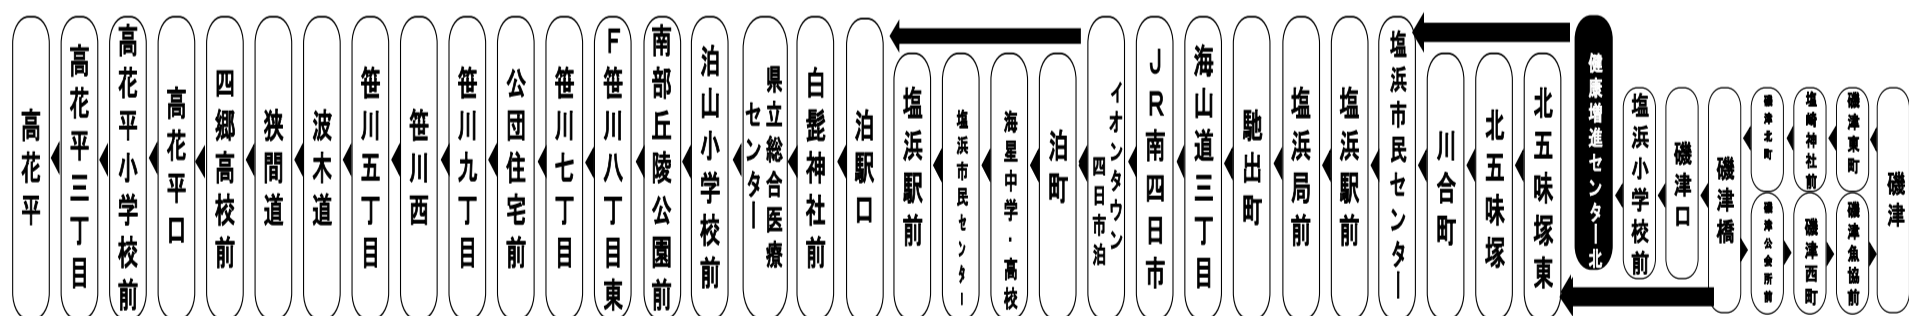 高花平
高花平三丁目
高花平小学校前
高花平口
四郷高校前
狭間道
波木道
笹川五丁目
笹川西
笹川九丁目
公団住宅前
笹川七丁目
F笹川八丁目東
南部丘陵公園前
泊山小学校前
県立総合医療
センター
白髭神社前
泊駅口
塩浜駅前
塩浜市民センター
海星中学・高校
泊町
イオンタウン
四日市泊
JR南四日市
海山道三丁目
馳出町
塩浜局前
塩浜駅前
塩浜市民センター
川合町
北五味塚
北五味塚東
健康増進センター北
塩浜小学校前
磯津口
磯津橋
磯津北町
磯津公会所前
塩崎神社前
磯津西町
磯津東町
磯津魚協前
磯津